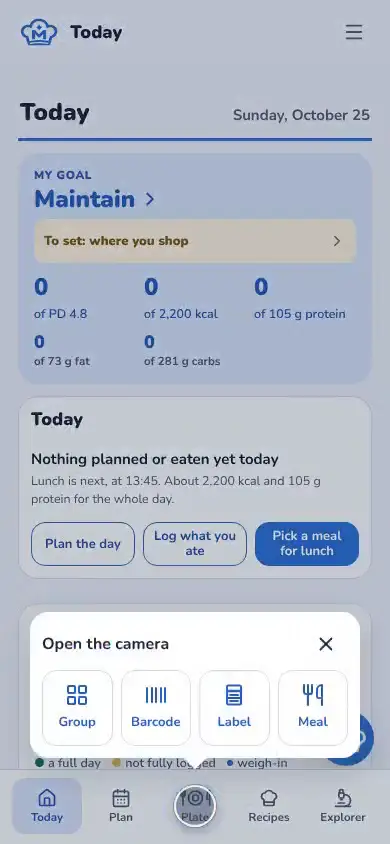 Today
Today
Sunday, October 25
MY GOAL
Maintain
To set: where you shop
0
0
0
of PD 4.8
of 2,200 kcal
of 105 g protein
0
0
of 73 g fat
of 281 g carbs
Today
Nothing planned or eaten yet today
Lunch is next, at 13:45. About 2,200 kcal and 105 g
protein for the whole day.
Plan the day
Log what you
ate
Pick a meal
for lunch
Open the camera
Group
Barcode
Label
Meal
a full day
not fully logged
weigh-in
Today
Plan
Plate
Recipes
Explorer